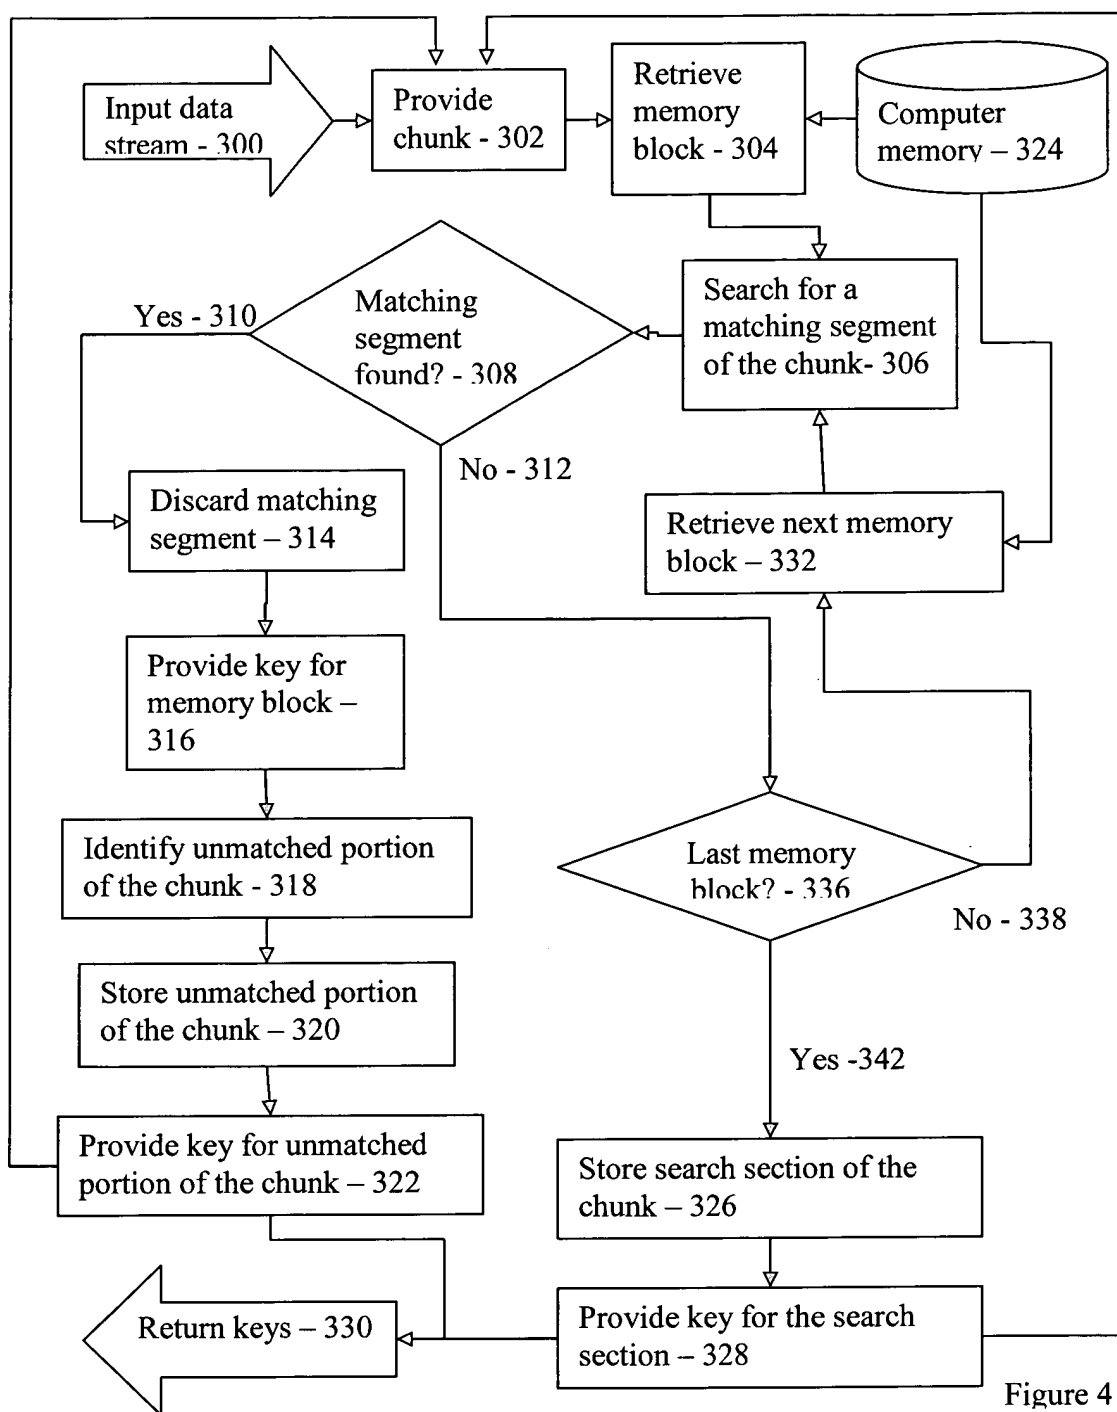 Input data
stream - 300
Provide
chunk - 302
Retrieve
memory
block - 304
Computer
memory – 324
Yes - 310
Matching
segment
found? - 308
Search for a
matching segment
of the chunk- 306
No - 312
Discard matching
segment – 314
Retrieve next memory
block – 332
Provide key for
memory block –
316
Identify unmatched portion
of the chunk - 318
Last memory
block? - 336
No - 338
Store unmatched portion
of the chunk – 320
Yes -342
Provide key for unmatched
portion of the chunk – 322
Store search section of the
chunk – 326
Return keys – 330
Provide key for the search
section – 328
Figure 4